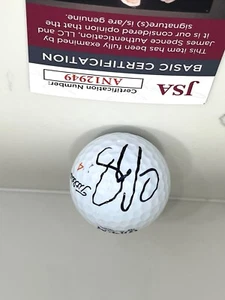 JSA
Certification Number:
AN12949
BASIC CERTIFICATION
This item has been fully examined by
James Spence Authentication, LLC and
it is our considered opinion that the
signature(s) is/are genuine.
4